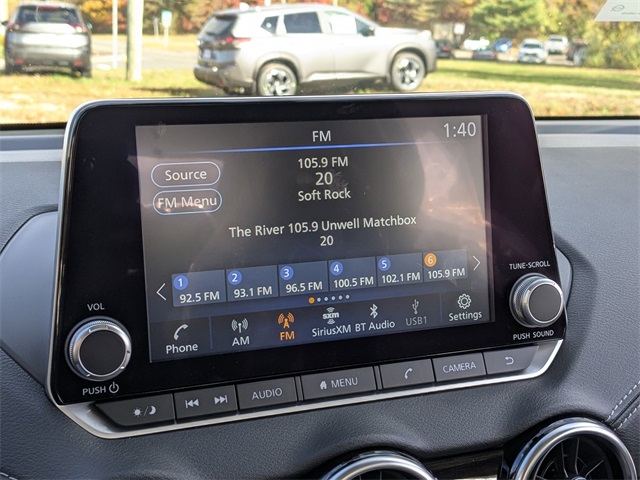 FM
1:40
105.9 FM
Source
20
Soft Rock
FM Menu
The River 105.9 Unwell Matchbox
20
1 2 3 4 5 6
92.5 FM 93.1 FM 96.5 FM 100.5 FM 102.1 FM 105.9 FM
Phone AM FM SiriusXM BT Audio USB1 Settings
sxm
VOL
PUSH
TUNE·SCROLL
PUSH SOUND
AUDIO MENU CAMERA